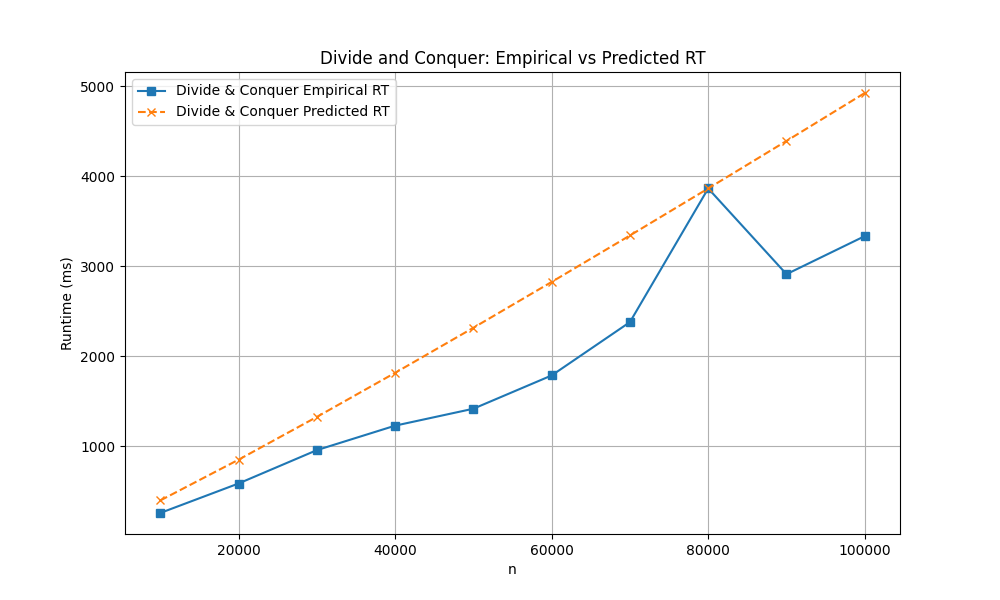 Divide and Conquer: Empirical vs Predicted RT
Divide & Conquer Empirical RT
Divide & Conquer Predicted RT
5000
4000
3000
2000
1000
Runtime (ms)
20000
40000
60000
80000
100000
n